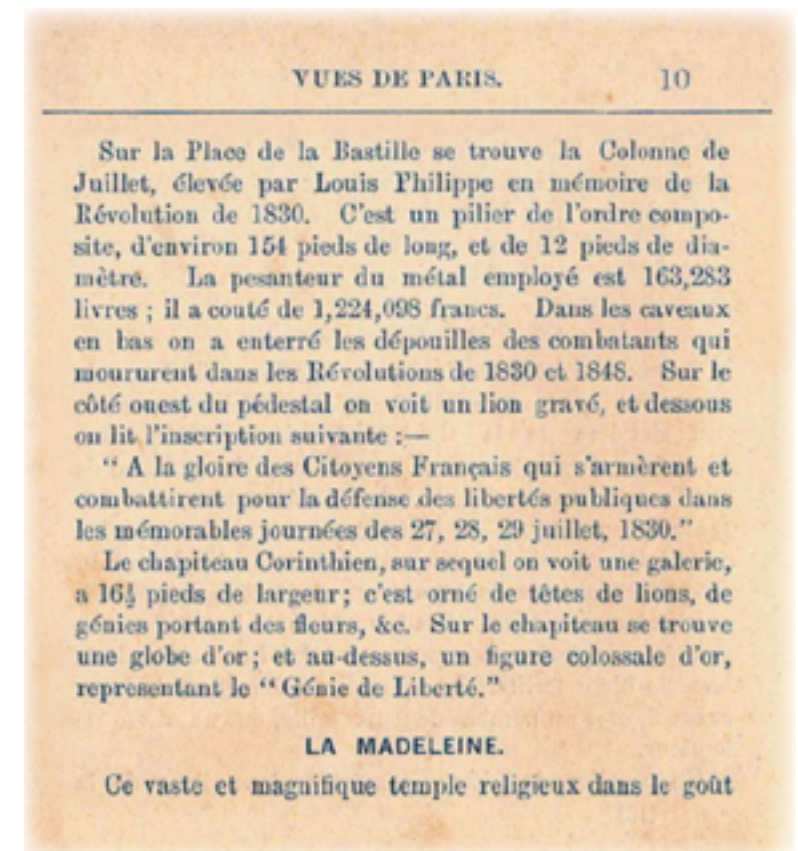 VUES DE PARIS. 10
Sur la Place de la Bastille se trouve la Colonne de
Juillet, élevée par Louis Philippe en mémoire de la
Révolution de 1830. C'est un pilier de l'ordre compo-
site, d'environ 154 pieds de long, et de 12 pieds de dia-
mètre. La pesanteur du métal employé est 163,283
livres ; il a couté de 1,224,098 francs. Dans les caveaux
en bas on a enterré les dépouilles des combatants qui
moururent dans les Révolutions de 1830 et 1848. Sur le
côté ouest du pédestal on voit un lion gravé, et dessous
on lit l'inscription suivante :—
" A la gloire des Citoyens Français qui s'armèrent et
combattirent pour la défense des libertés publiques dans
les mémorables journées des 27, 28, 29 juillet, 1830."
Le chapiteau Corinthien, sur sequel on voit une galerie,
a 16½ pieds de largeur; c'est orné de têtes de lions, de
génies portant des fleurs, &c. Sur le chapiteau se trouve
une globe d'or; et au-dessus, un figure colossale d'or,
representant le "Génie de Liberté."
LA MADELEINE.
Ce vaste et magnifique temple religieux dans le goût